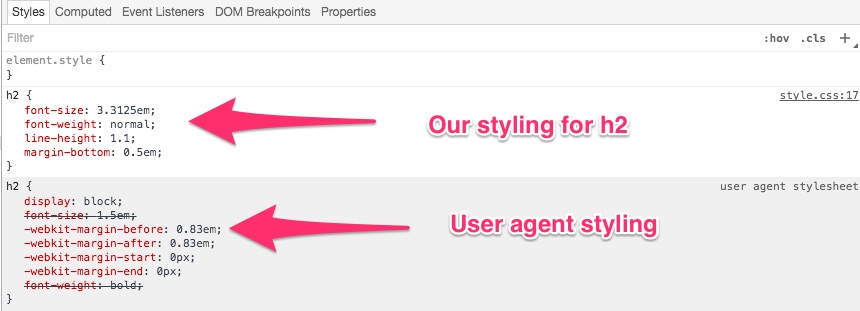 Styles Computed Event Listeners DOM Breakpoints Properties
Filter :hov .cls +
element.style {
}
h2 { style.css:17
font-size: 3.3125em;
font-weight: normal;
line-height: 1.1;
margin-bottom: 0.5em;
}
Our styling for h2
h2 { user agent stylesheet
display: block;
font-size: 1.5em;
-webkit-margin-before: 0.83em;
-webkit-margin-after: 0.83em;
-webkit-margin-start: 0px;
-webkit-margin-end: 0px;
font-weight: bold;
}
User agent styling